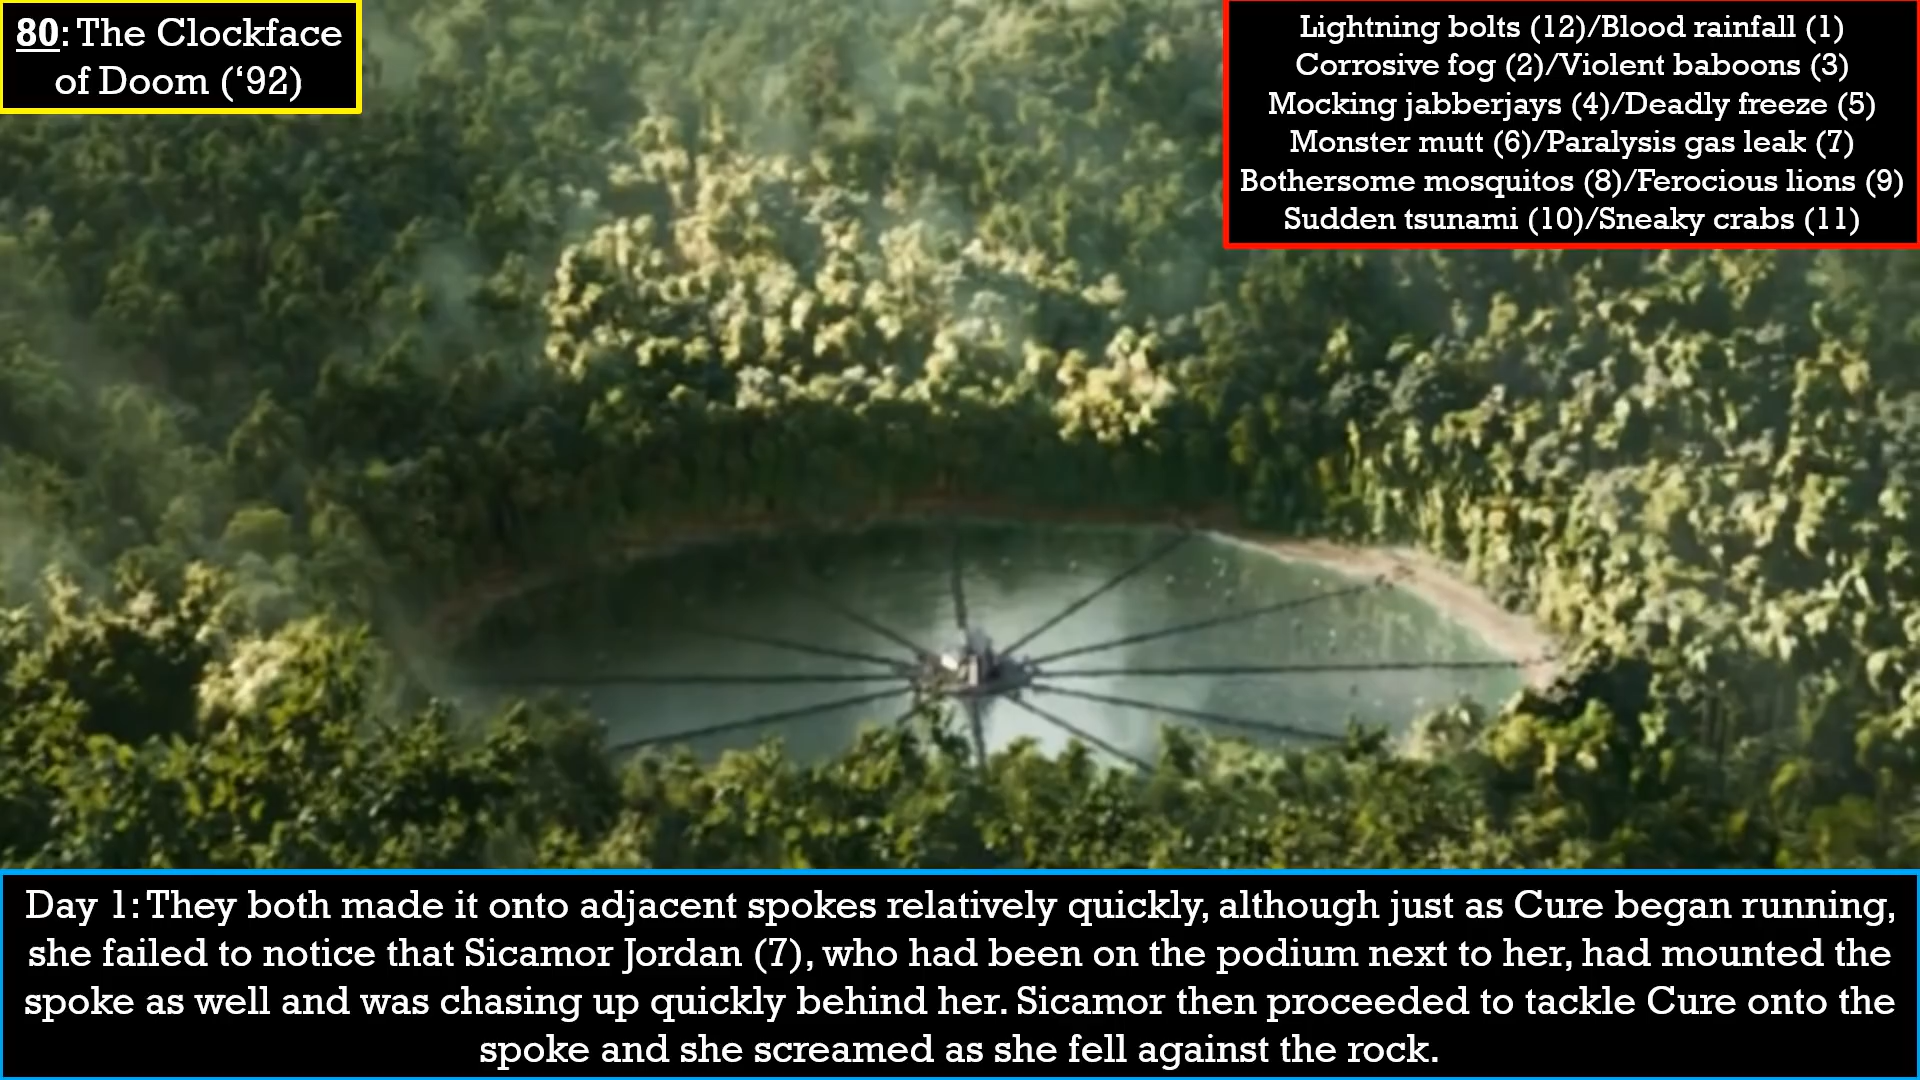 80: The Clockface
of Doom (‘92)
Lightning bolts (12)/Blood rainfall (1)
Corrosive fog (2)/Violent baboons (3)
Mocking jabberjays (4)/Deadly freeze (5)
Monster mutt (6)/Paralysis gas leak (7)
Bothersome mosquitos (8)/Ferocious lions (9)
Sudden tsunami (10)/Sneaky crabs (11)
Day 1: They both made it onto adjacent spokes relatively quickly, although just as Cure began running,
she failed to notice that Sicamor Jordan (7), who had been on the podium next to her, had mounted the
spoke as well and was chasing up quickly behind her. Sicamor then proceeded to tackle Cure onto the
spoke and she screamed as she fell against the rock.